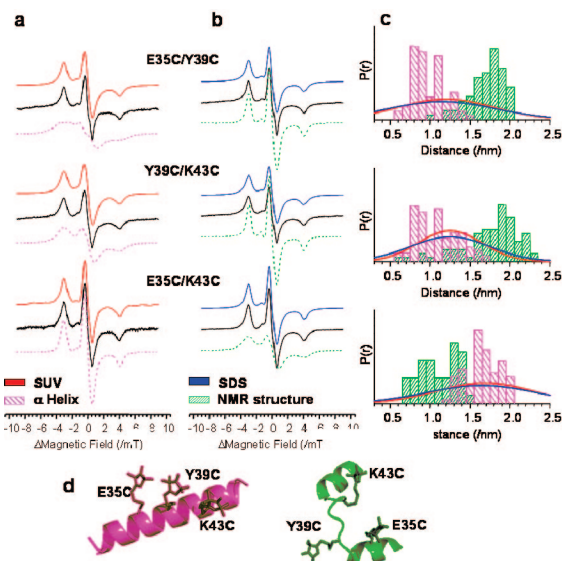 a
b
c
E35C/Y39C
Y39C/K43C
E35C/K43C
SUV
α Helix
SDS
NMR structure
-10 -8 -6 -4 -2 0 2 4 6 8 10
ΔMagnetic Field (/mT)
-10 -8 -6 -4 -2 0 2 4 6 8 10
ΔMagnetic Field (/mT)
P(r)
0.5 1.0 1.5 2.0 2.5
Distance (/nm)
P(r)
0.5 1.0 1.5 2.0 2.5
Distance (/nm)
P(r)
0.5 1.0 1.5 2.0 2.5
stance (/nm)
d
E35C
Y39C
K43C
K43C
Y39C
E35C